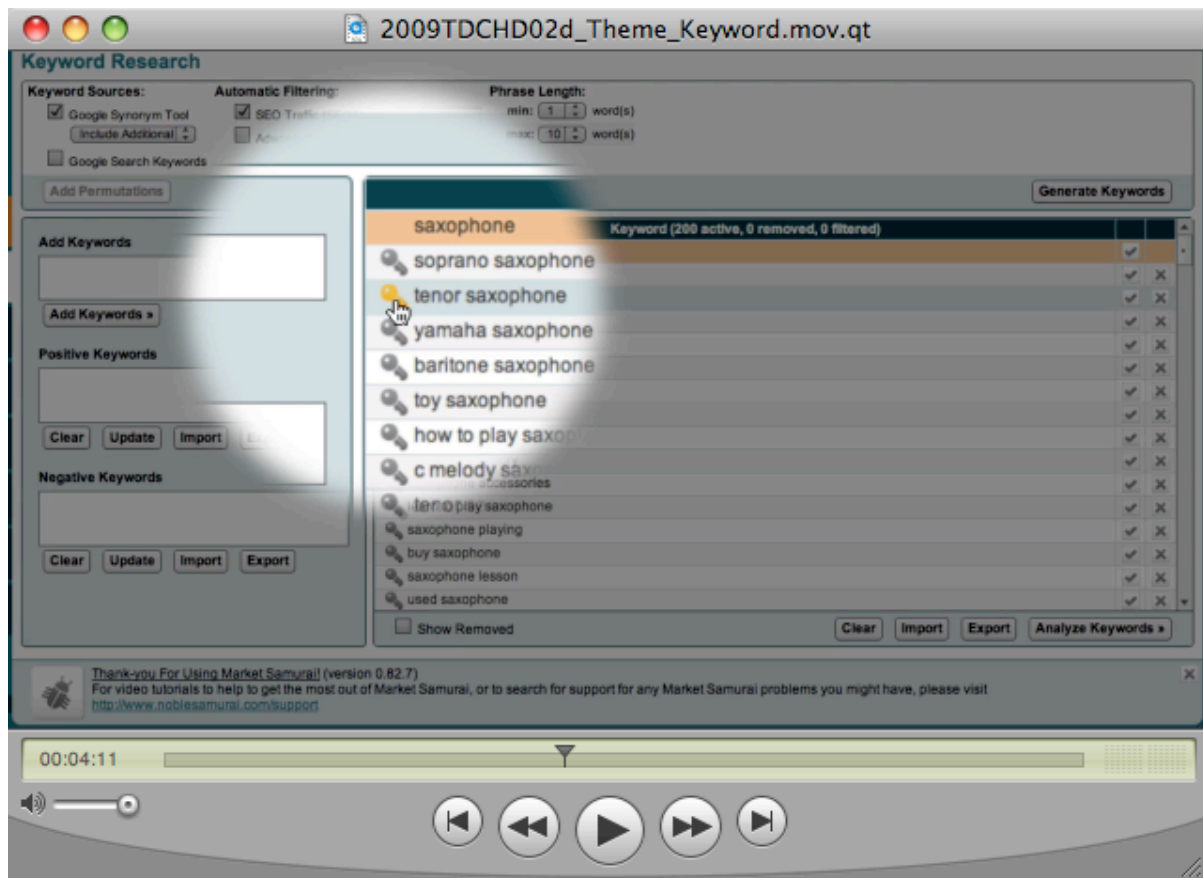 2009TDCHD02d_Theme_Keyword.mov.qt
Keyword Research
Keyword Sources: Automatic Filtering: Phrase Length:
Google Synonym Tool SEO Traffic min: 1 word(s)
Include Additional max: 10 word(s)
Google Search Keywords
Add Permutations Generate Keywords
Keyword (200 active, 0 removed, 0 filtered)
Add Keywords
Add Keywords »
Positive Keywords
Clear Update Import
Negative Keywords
Clear Update Import Export
saxophone
soprano saxophone
tenor saxophone
yamaha saxophone
baritone saxophone
toy saxophone
how to play
c melody
accessories
play saxophone
saxophone playing
buy saxophone
saxophone lesson
used saxophone
Show Removed Clear Import Export Analyze Keywords »
Thank-you For Using Market Samurai! (version 0.82.7)
For video tutorials to help to get the most out of Market Samurai, or to search for support for any Market Samurai problems you might have, please visit
http://www.noblesamurai.com/support
00:04:11